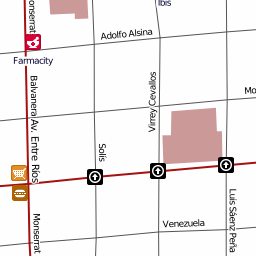 Ibis
Monserrat
Adolfo Alsina
Farmacity
Balvanera
Av. Entre Ríos
Virrey Cevallos
Mo
Solís
Luis Sáenz Peña
Venezuela
Monserrat